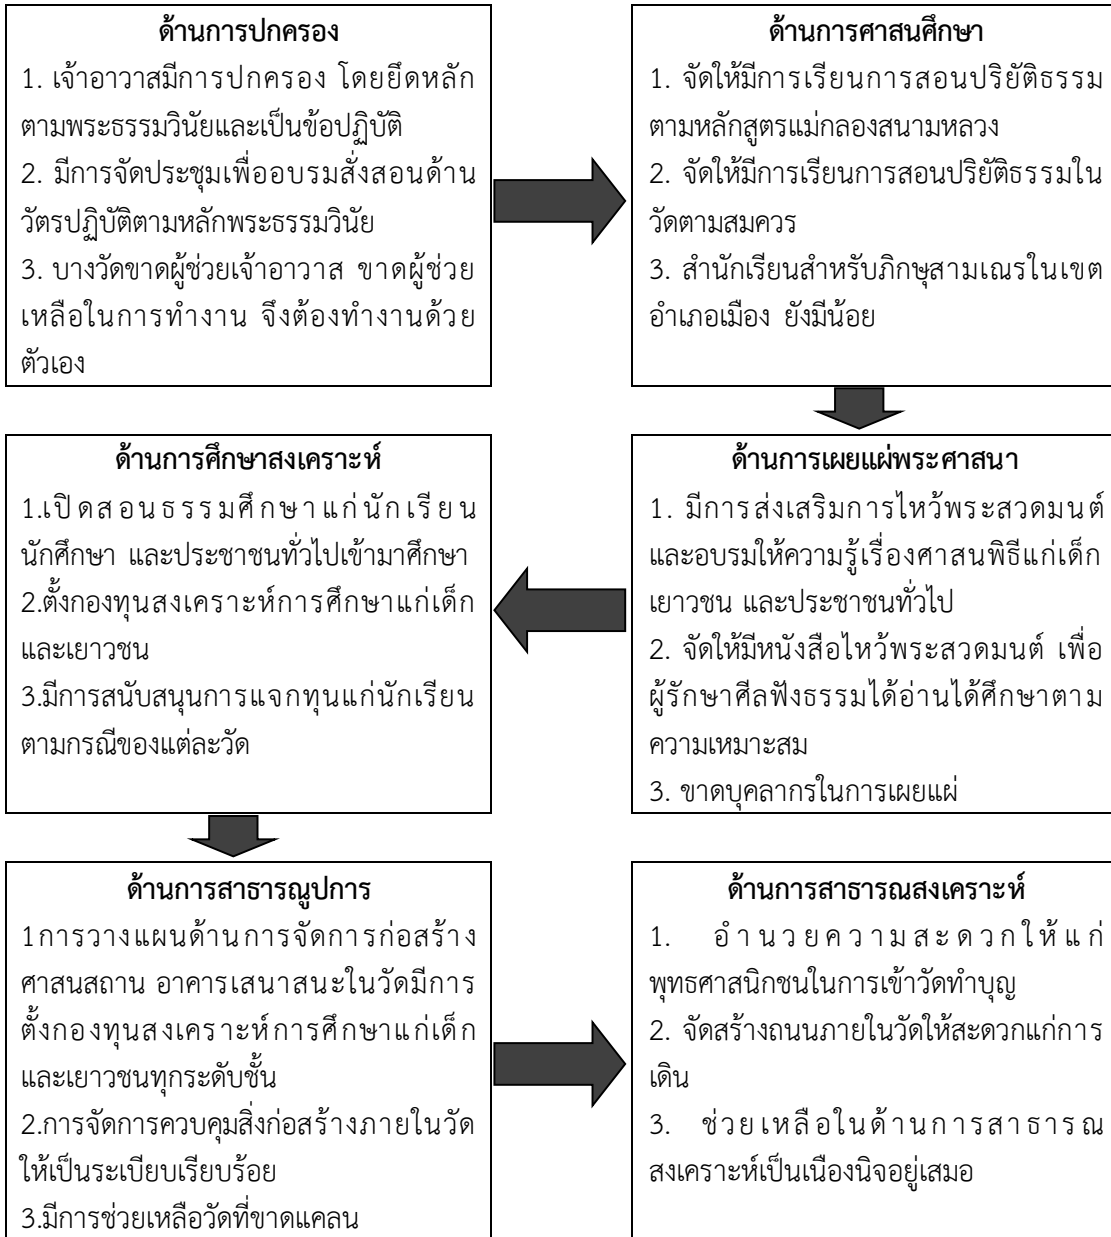 ด้านการปกครอง
1. เจ้าอาวาสมีการปกครอง โดยยึดหลัก
ตามพระธรรมวินัยและเป็นข้อปฏิบัติ
2. มีการจัดประชุมเพื่ออบรมสั่งสอนด้าน
วัตรปฏิบัติตามหลักพระธรรมวินัย
3. บางวัดขาดผู้ช่วยเจ้าอาวาส ขาดผู้ช่วย
เหลือในการทำงาน จึงต้องทำงานด้วย
ตัวเอง
ด้านการศาสนศึกษา
1. จัดให้มีการเรียนการสอนปริยัติธรรม
ตามหลักสูตรแม่กลองสนามหลวง
2. จัดให้มีการเรียนการสอนปริยัติธรรมใน
วัดตามสมควร
3. สำนักเรียนสำหรับภิกษุสามเณรในเขต
อำเภอเมือง ยังมีน้อย
ด้านการเผยแผ่พระศาสนา
1. มีการส่งเสริมการไหว้พระสวดมนต์
และอบรมให้ความรู้เรื่องศาสนพิธีแก่เด็ก
เยาวชน และประชาชนทั่วไป
2. จัดให้มีหนังสือไหว้พระสวดมนต์ เพื่อ
ผู้รักษาศีลฟังธรรมได้อ่านได้ศึกษาตาม
ความเหมาะสม
3. ขาดบุคลากรในการเผยแผ่
ด้านการศึกษาสงเคราะห์
1.เปิดสอนธรรมศึกษาแก่นักเรียน
นักศึกษา และประชาชนทั่วไปเข้ามาศึกษา
2.ตั้งกองทุนสงเคราะห์การศึกษาแก่เด็ก
และเยาวชน
3.มีการสนับสนุนการแจกทุนแก่นักเรียน
ตามกรณีของแต่ละวัด
ด้านการสาธารณูปการ
1การวางแผนด้านการจัดการก่อสร้าง
ศาสนสถาน อาคารเสนาสนะในวัดมีการ
ตั้งกองทุนสงเคราะห์การศึกษาแก่เด็ก
และเยาวชนทุกระดับชั้น
2.การจัดการควบคุมสิ่งก่อสร้างภายในวัด
ให้เป็นระเบียบเรียบร้อย
3.มีการช่วยเหลือวัดที่ขาดแคลน
ด้านการสาธารณสงเคราะห์
1. อำนวยความสะดวกให้แก่
พุทธศาสนิกชนในการเข้าวัดทำบุญ
2. จัดสร้างถนนภายในวัดให้สะดวกแก่การ
เดิน
3. ช่วยเหลือในด้านการสาธารณ
สงเคราะห์เป็นเนืองนิจอยู่เสมอ